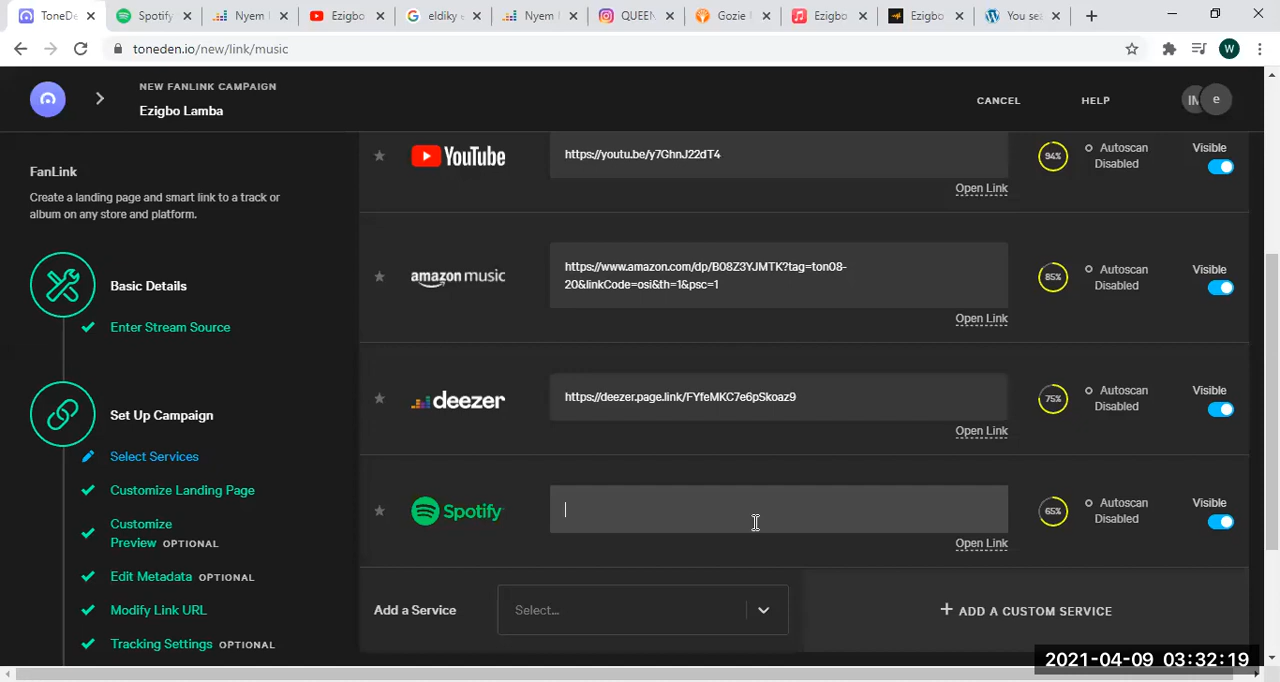 ToneDe
Spotify
Nyem
Ezigbo
eldiky e
Nyem
QUEEN
Gozie
Ezigbo
Ezigbo
You se
toneden.io/new/link/music
W
NEW FANLINK CAMPAIGN
Ezigbo Lamba
CANCEL
HELP
e
FanLink
Create a landing page and smart link to a track or
album on any store and platform.
Basic Details
Enter Stream Source
Set Up Campaign
Select Services
Customize Landing Page
Customize
Preview OPTIONAL
Edit Metadata OPTIONAL
Modify Link URL
Tracking Settings OPTIONAL
YouTube
https://youtu.be/y7GhnJ22dT4
94%
Autoscan
Disabled
Visible
Open Link
amazon music
https://www.amazon.com/dp/B08Z3YJMTK?tag=ton08-
20&linkCode=osi&th=1&psc=1
85%
Autoscan
Disabled
Visible
Open Link
deezer
https://deezer.page.link/FYfeMKC7e6pSkoaz9
75%
Autoscan
Disabled
Visible
Open Link
Spotify
65%
Autoscan
Disabled
Visible
Open Link
Add a Service
Select...
+ ADD A CUSTOM SERVICE
2021-04-09 03:32:19